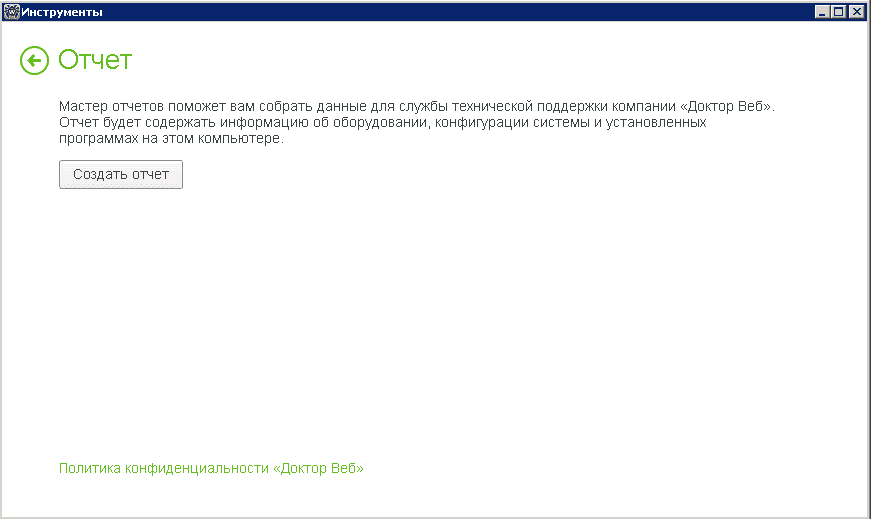 Инструменты
Отчет
Мастер отчетов поможет вам собрать данные для службы технической поддержки компании «Доктор Веб».
Отчет будет содержать информацию об оборудовании, конфигурации системы и установленных
программах на этом компьютере.
Создать отчет
Политика конфиденциальности «Доктор Веб»